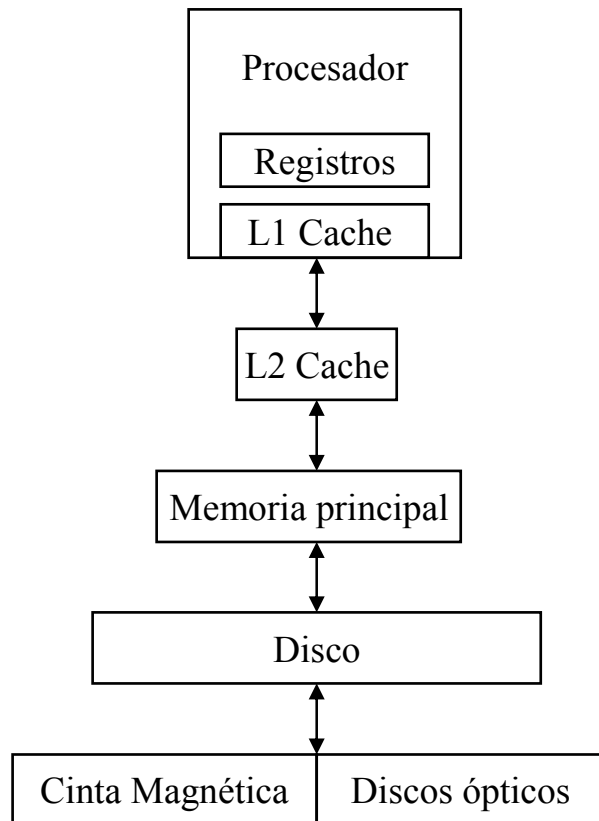 Procesador
Registros
L1 Cache
L2 Cache
Memoria principal
Disco
Cinta Magnética
Discos ópticos